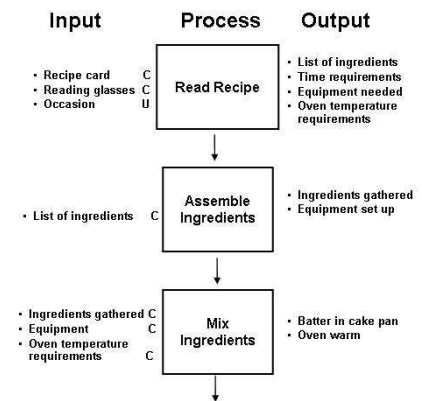 Input Process Output
• Recipe card C
• Reading glasses C
• Occasion U
Read Recipe
• List of ingredients
• Time requirements
• Equipment needed
• Oven temperature
requirements
• List of ingredients C
Assemble
Ingredients
• Ingredients gathered
• Equipment set up
• Ingredients gathered C
• Equipment C
• Oven temperature
requirements C
Mix
Ingredients
• Batter in cake pan
• Oven warm